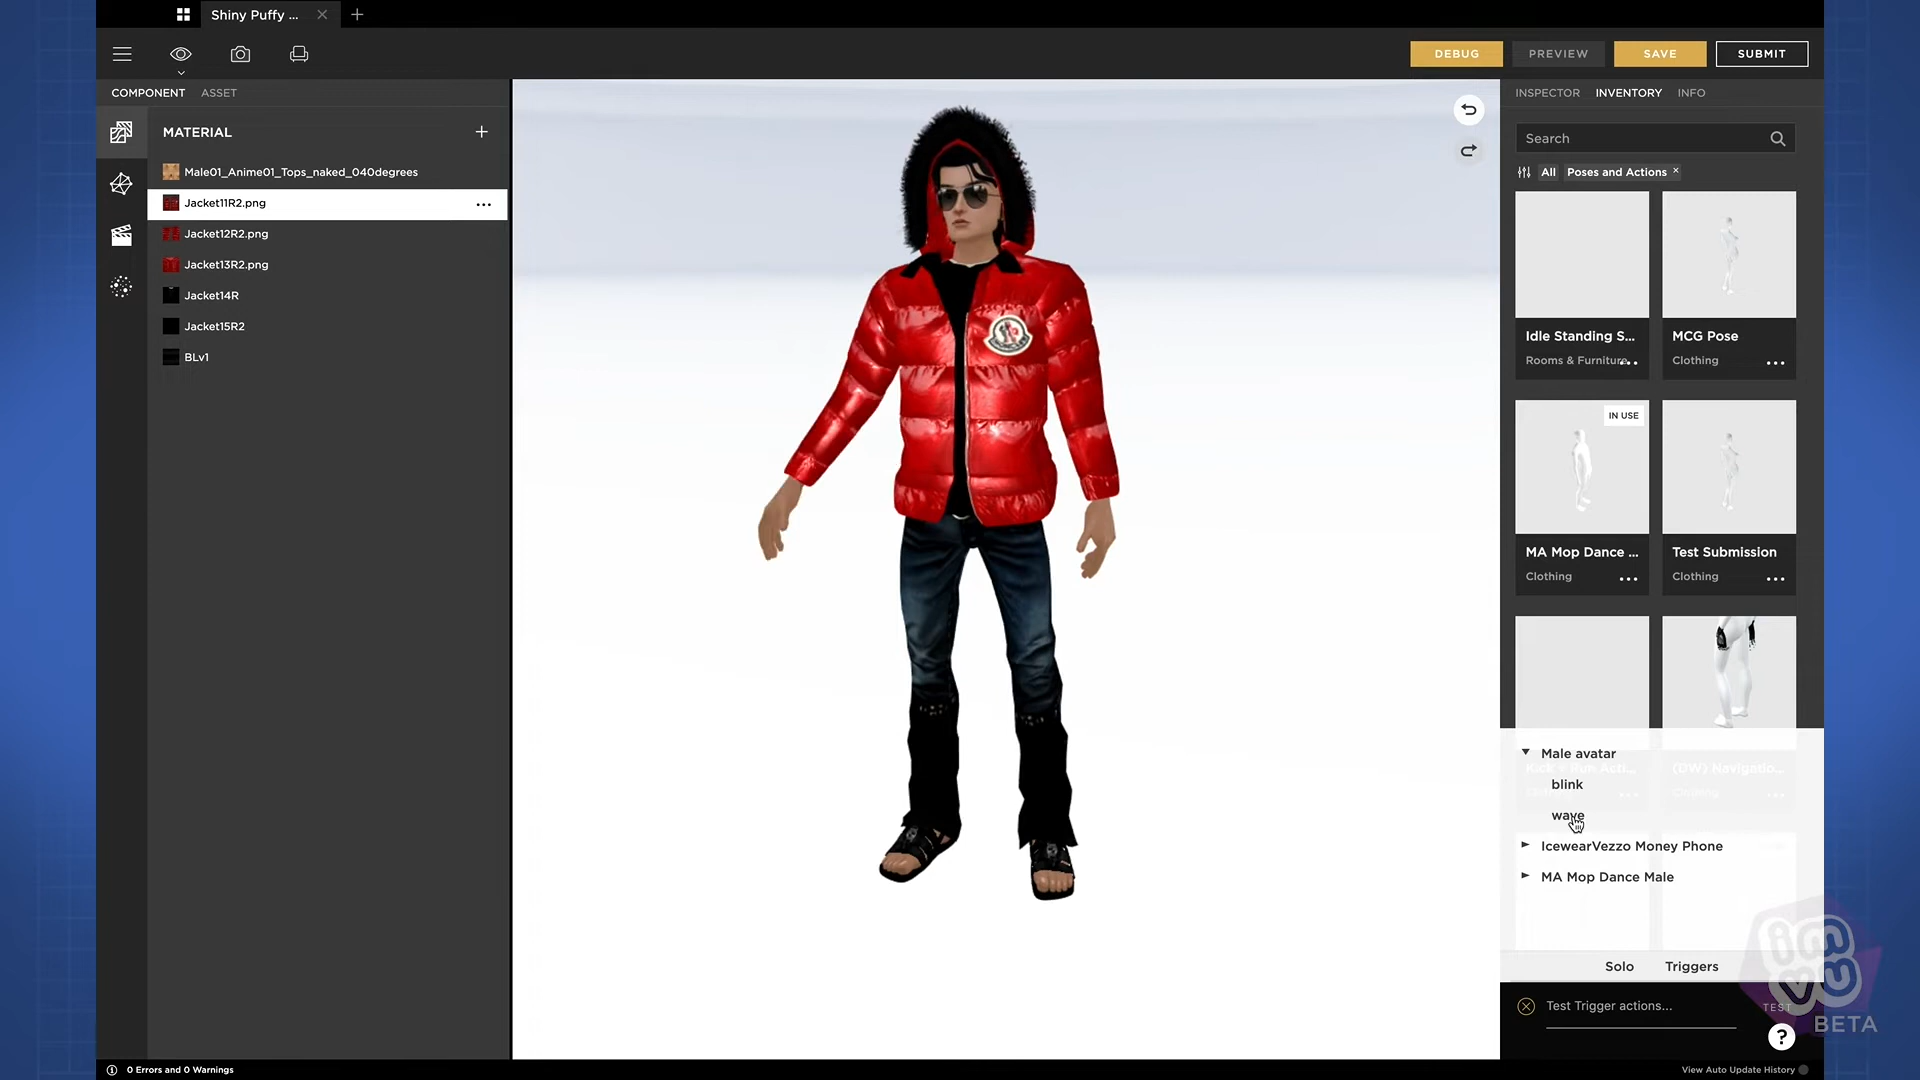 Shiny Puffy ...
DEBUG
PREVIEW
SAVE
SUBMIT
COMPONENT
ASSET
INSPECTOR
INVENTORY
INFO
MATERIAL
Search
Male01_Anime01_Tops_naked_040degrees
All
Poses and Actions
Jacket11R2.png
Jacket12R2.png
Jacket13R2.png
Jacket14R
Jacket15R2
BLv1
Idle Standing S...
Rooms & Furniture
MCG Pose
Clothing
IN USE
MA Mop Dance ...
Clothing
Test Submission
Clothing
Male avatar
blink
wave
IcewearVezzo Money Phone
MA Mop Dance Male
Solo
Triggers
Test Trigger actions...
TEST
?
imvu
BETA
0 Errors and 0 Warnings
View Auto Update History